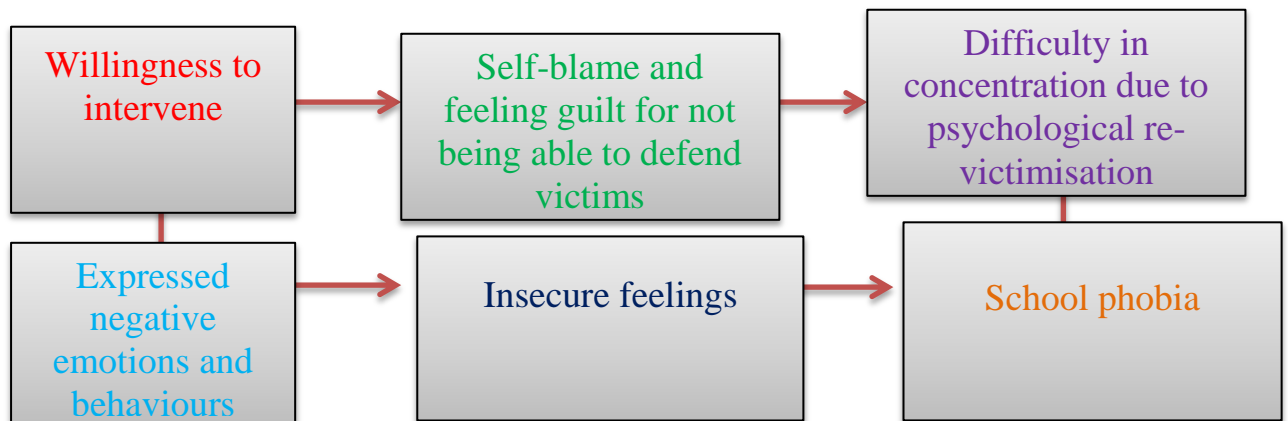 Willingness to
intervene
Self-blame and
feeling guilt for not
being able to defend
victims
Difficulty in
concentration due to
psychological re-
victimisation
Expressed
negative
emotions and
behaviours
Insecure feelings
School phobia